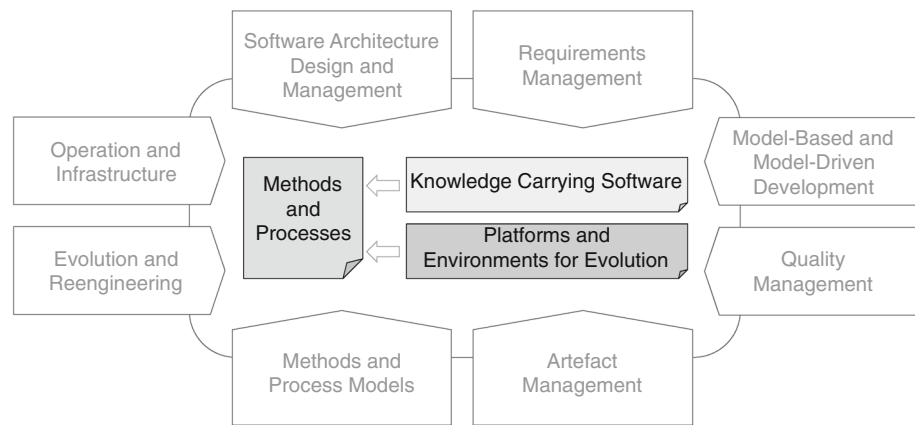 Software Architecture
Design and
Management
Requirements
Management
Operation and
Infrastructure
Model-Based and
Model-Driven
Development
Methods
and
Processes
Knowledge Carrying Software
Platforms and
Environments for Evolution
Evolution and
Reengineering
Quality
Management
Methods and
Process Models
Artefact
Management